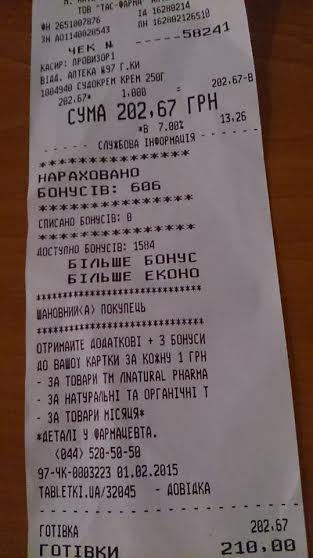 ТОВ "ТАС-ФАРМА"
ФН 2651007876 ІД 16280214
ЗН АО1140020543 ПН 162802126510
ЧЕК № -----58241
КАСИР: ПРОВИЗОР1
ВІДД. АПТЕКА №97 Г.КИ
1004940 СУДОКРЕМ КРЕМ 250Г
202.67* 1.000 = 202.67-В
СУМА 202,67 ГРН
*В 7.00% 13,26
- - - - - СЛУЖБОВА ІНФОРМАЦІЯ - - - - -
****************
НАРАХОВАНО
БОНУСІВ: 606
****************
СПИСАНО БОНУСІВ: 0
****************
ДОСТУПНО БОНУСІВ: 1584
БІЛЬШЕ БОНУС
БІЛЬШЕ ЕКОНО
********************************
ШАНОВНИЙ(А) ПОКУПЕЦЬ
********************************
ОТРИМАЙТЕ ДОДАТКОВІ + 3 БОНУСИ
ДО ВАШОЇ КАРТКИ ЗА КОЖНУ 1 ГРН
- ЗА ТОВАРИ ТМ ЛNATURAL PHARMA
- ЗА НАТУРАЛЬНІ ТА ОРГАНІЧНІ Т
- ЗА ТОВАРИ МІСЯЦЯ*
*ДЕТАЛІ У ФАРМАЦЕВТА.
(044) 520-50-50
97-ЧК-0003223 01.02.2015
TABLETKI.UA/32045 - ДОВІДКА
ГОТІВКА 202.67
ГОТІВКИ 210.00